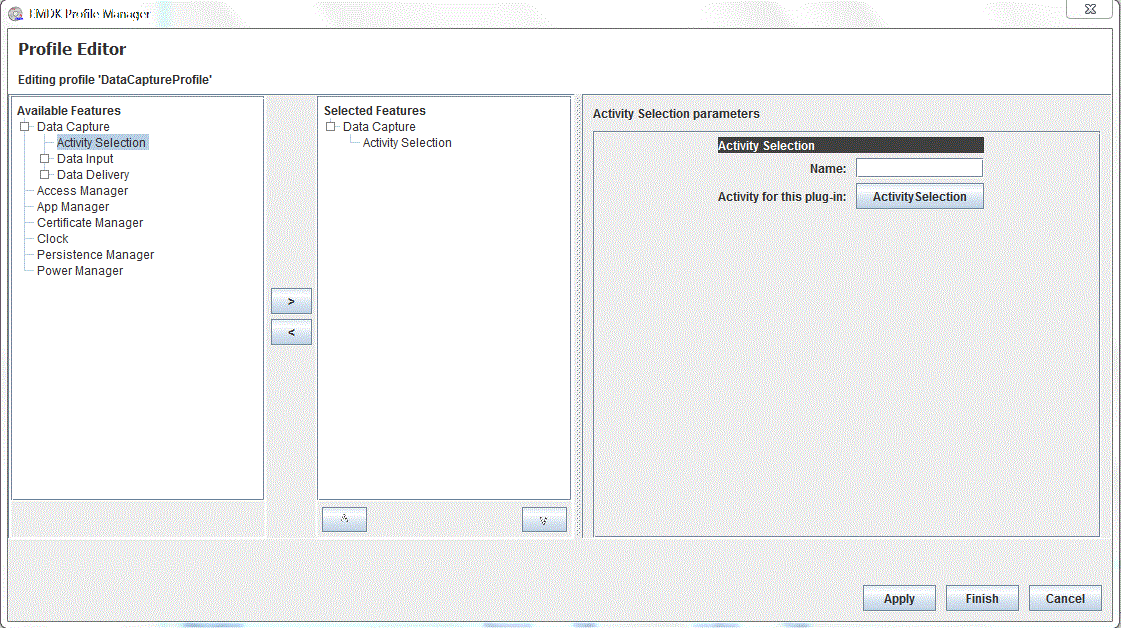 EMDK Profile Manager
Profile Editor
Editing profile 'DataCaptureProfile'
Available Features
Data Capture
Activity Selection
Data Input
Data Delivery
Access Manager
App Manager
Certificate Manager
Clock
Persistence Manager
Power Manager
>
<
Selected Features
Data Capture
Activity Selection
Activity Selection parameters
Activity Selection
Name:
Activity for this plug-in: ActivitySelection
Apply Finish Cancel